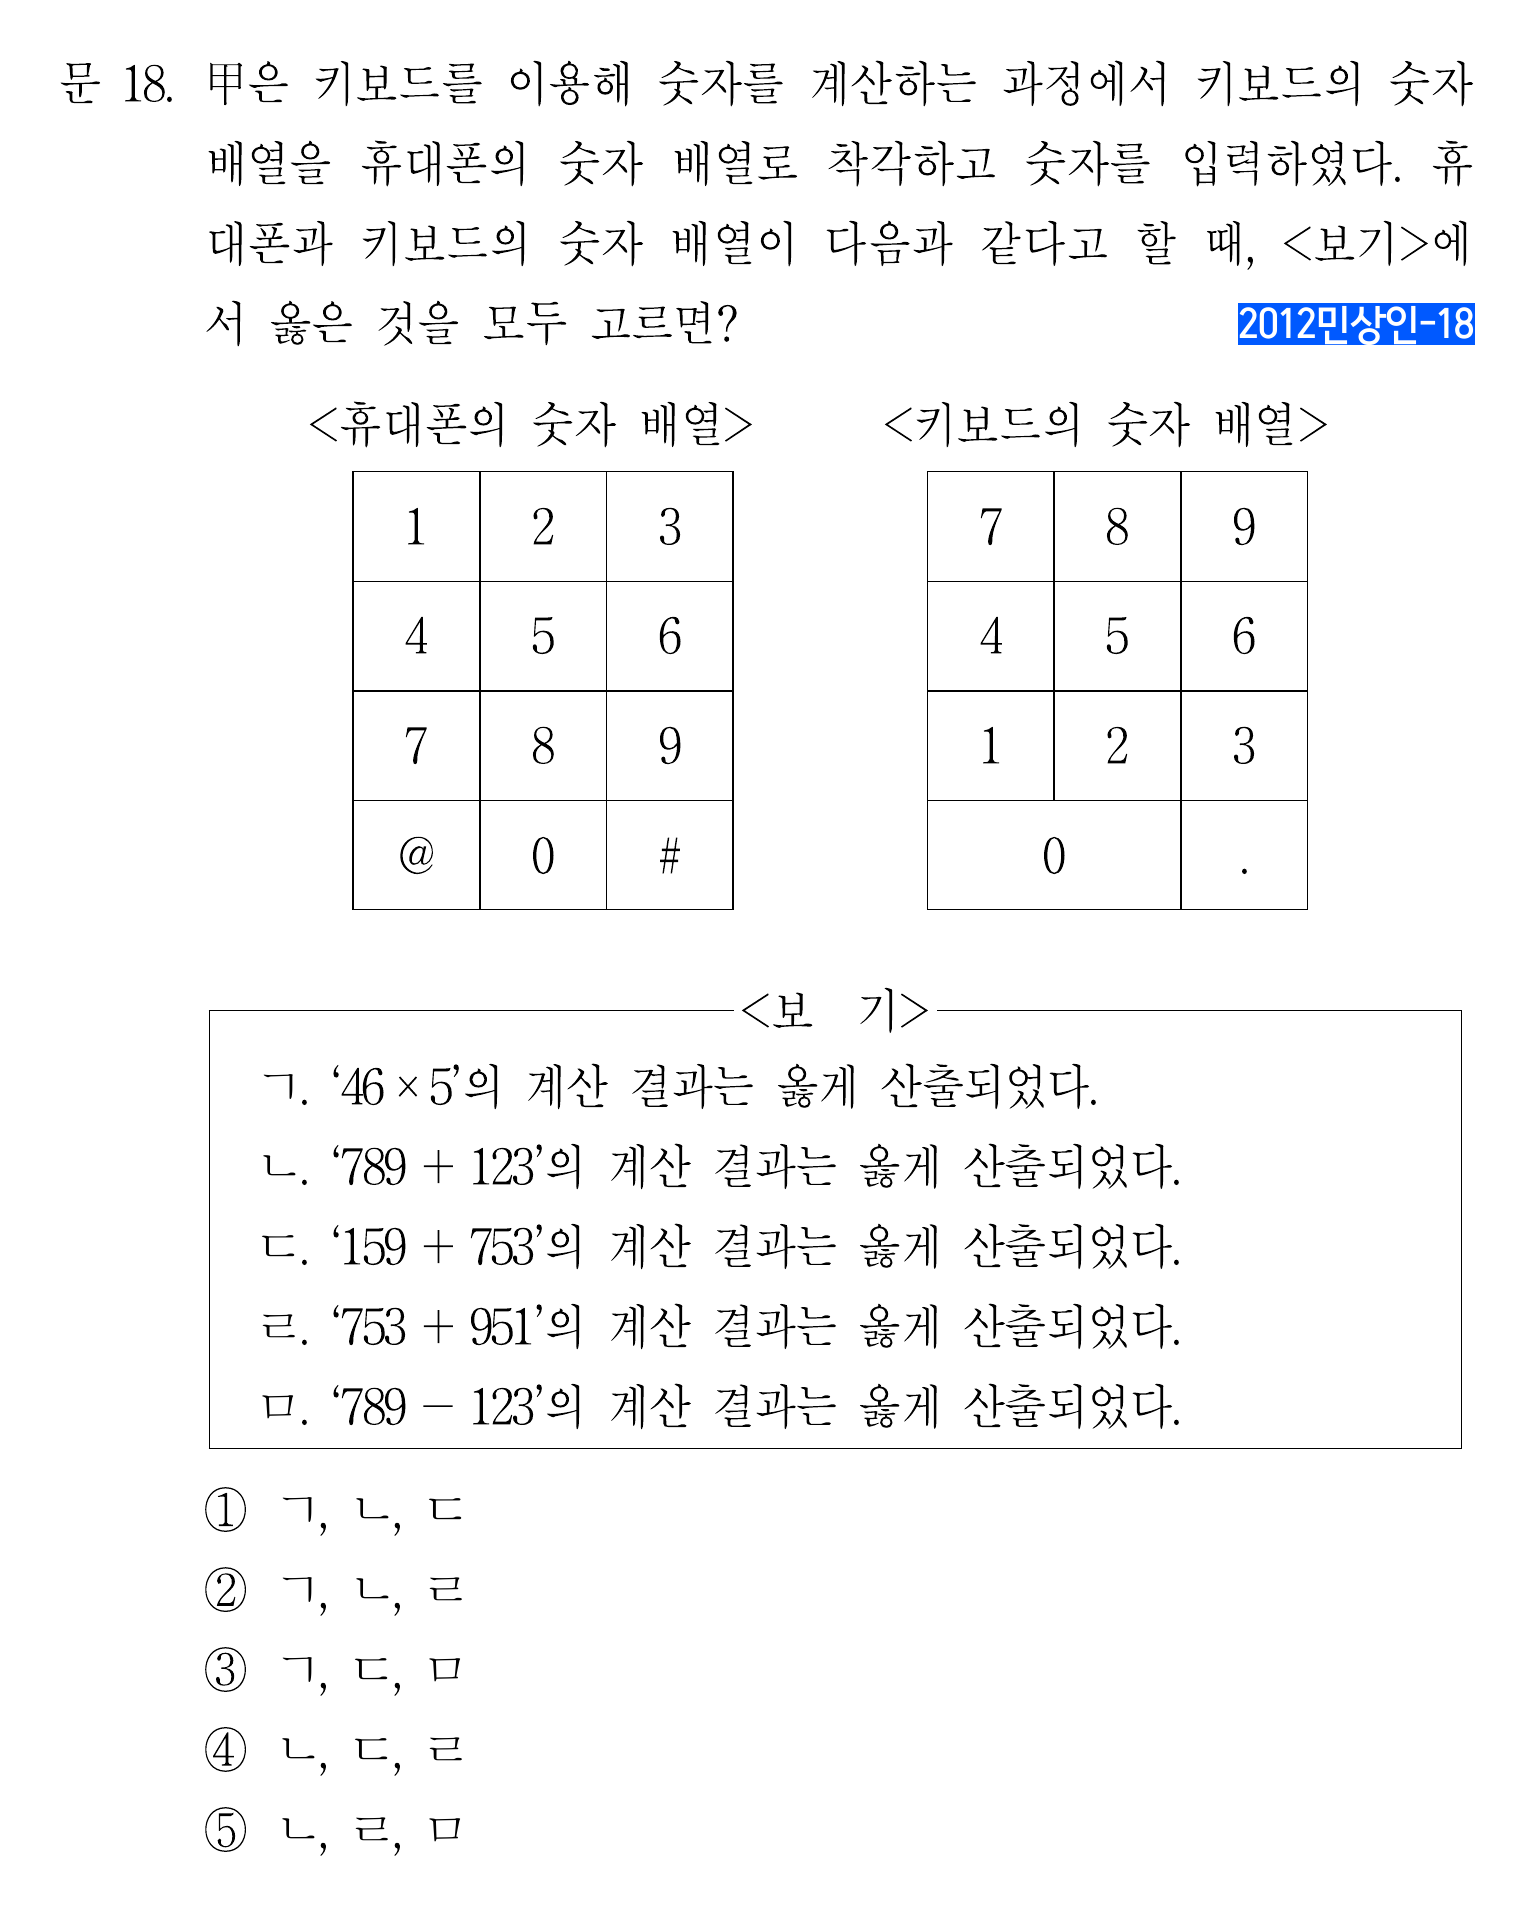 문 18. 甲은 키보드를 이용해 숫자를 계산하는 과정에서 키보드의 숫자
배열을 휴대폰의 숫자 배열로 착각하고 숫자를 입력하였다. 휴
대폰과 키보드의 숫자 배열이 다음과 같다고 할 때, <보기>에
서 옳은 것을 모두 고르면?
2012민상인-18
<휴대폰의 숫자 배열>
1 2 3
4 5 6
7 8 9
@ 0 #
<키보드의 숫자 배열>
7 8 9
4 5 6
1 2 3
0 .
<보 기>
ㄱ. ‘46×5’의 계산 결과는 옳게 산출되었다.
ㄴ. ‘789 + 123’의 계산 결과는 옳게 산출되었다.
ㄷ. ‘159 + 753’의 계산 결과는 옳게 산출되었다.
ㄹ. ‘753 + 951’의 계산 결과는 옳게 산출되었다.
ㅁ. ‘789 − 123’의 계산 결과는 옳게 산출되었다.
① ㄱ, ㄴ, ㄷ
② ㄱ, ㄴ, ㄹ
③ ㄱ, ㄷ, ㅁ
④ ㄴ, ㄷ, ㄹ
⑤ ㄴ, ㄹ, ㅁ